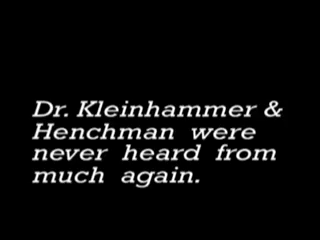 Dr. Kleinhammer &
Henchman were
never heard from
much again.